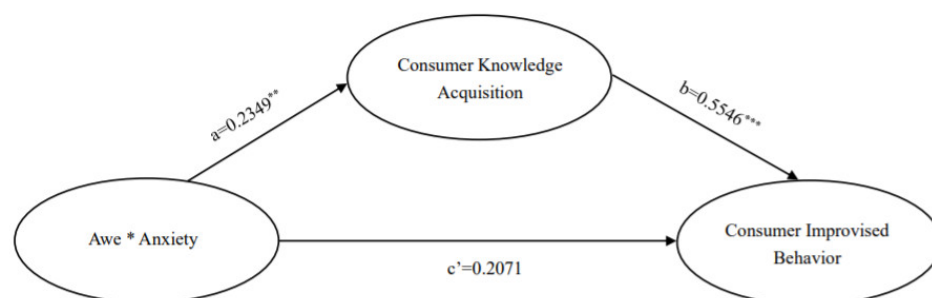 Consumer Knowledge
Acquisition
a=0.2349**
b=0.5546***
Awe * Anxiety
Consumer Improvised
Behavior
c’=0.2071